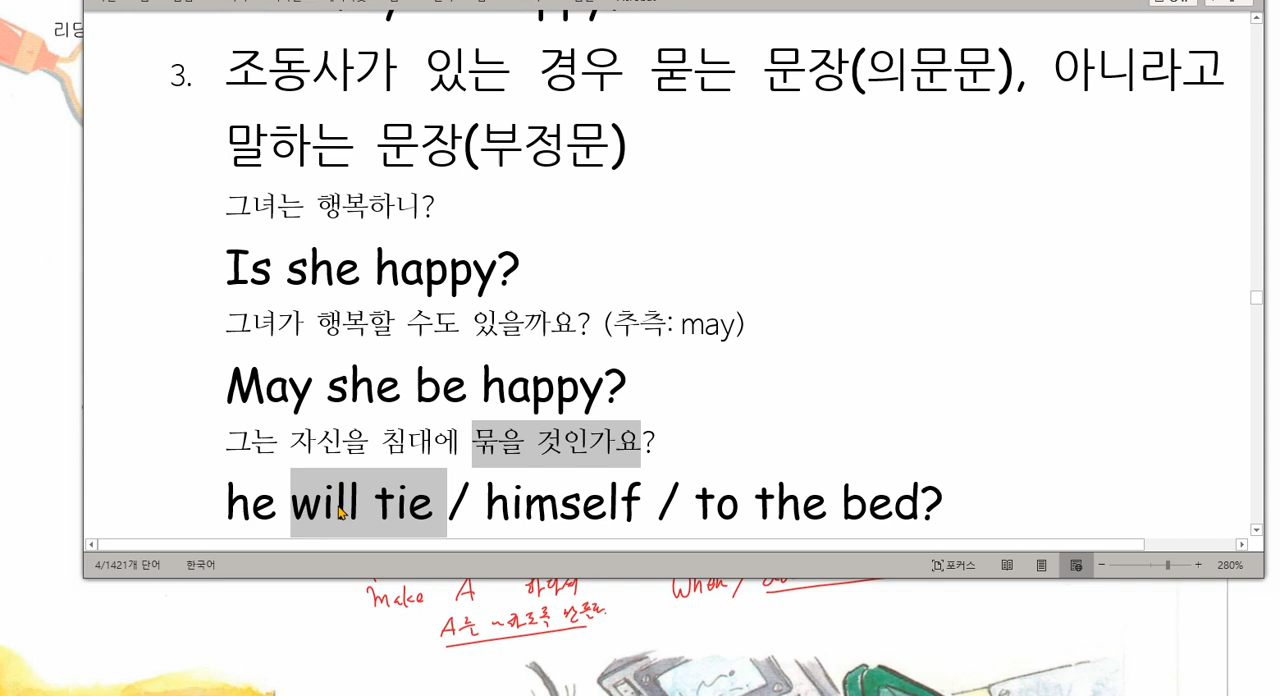 리딩
3. 조동사가 있는 경우 묻는 문장(의문문), 아니라고
말하는 문장(부정문)
그녀는 행복하니?
Is she happy?
그녀가 행복할 수도 있을까요? (추측: may)
May she be happy?
그는 자신을 침대에 묶을 것인가요?
he will tie / himself / to the bed?
4/1421개 단어 한국어 포커스 280%
make A When/
A를 ~하도록 만든다.